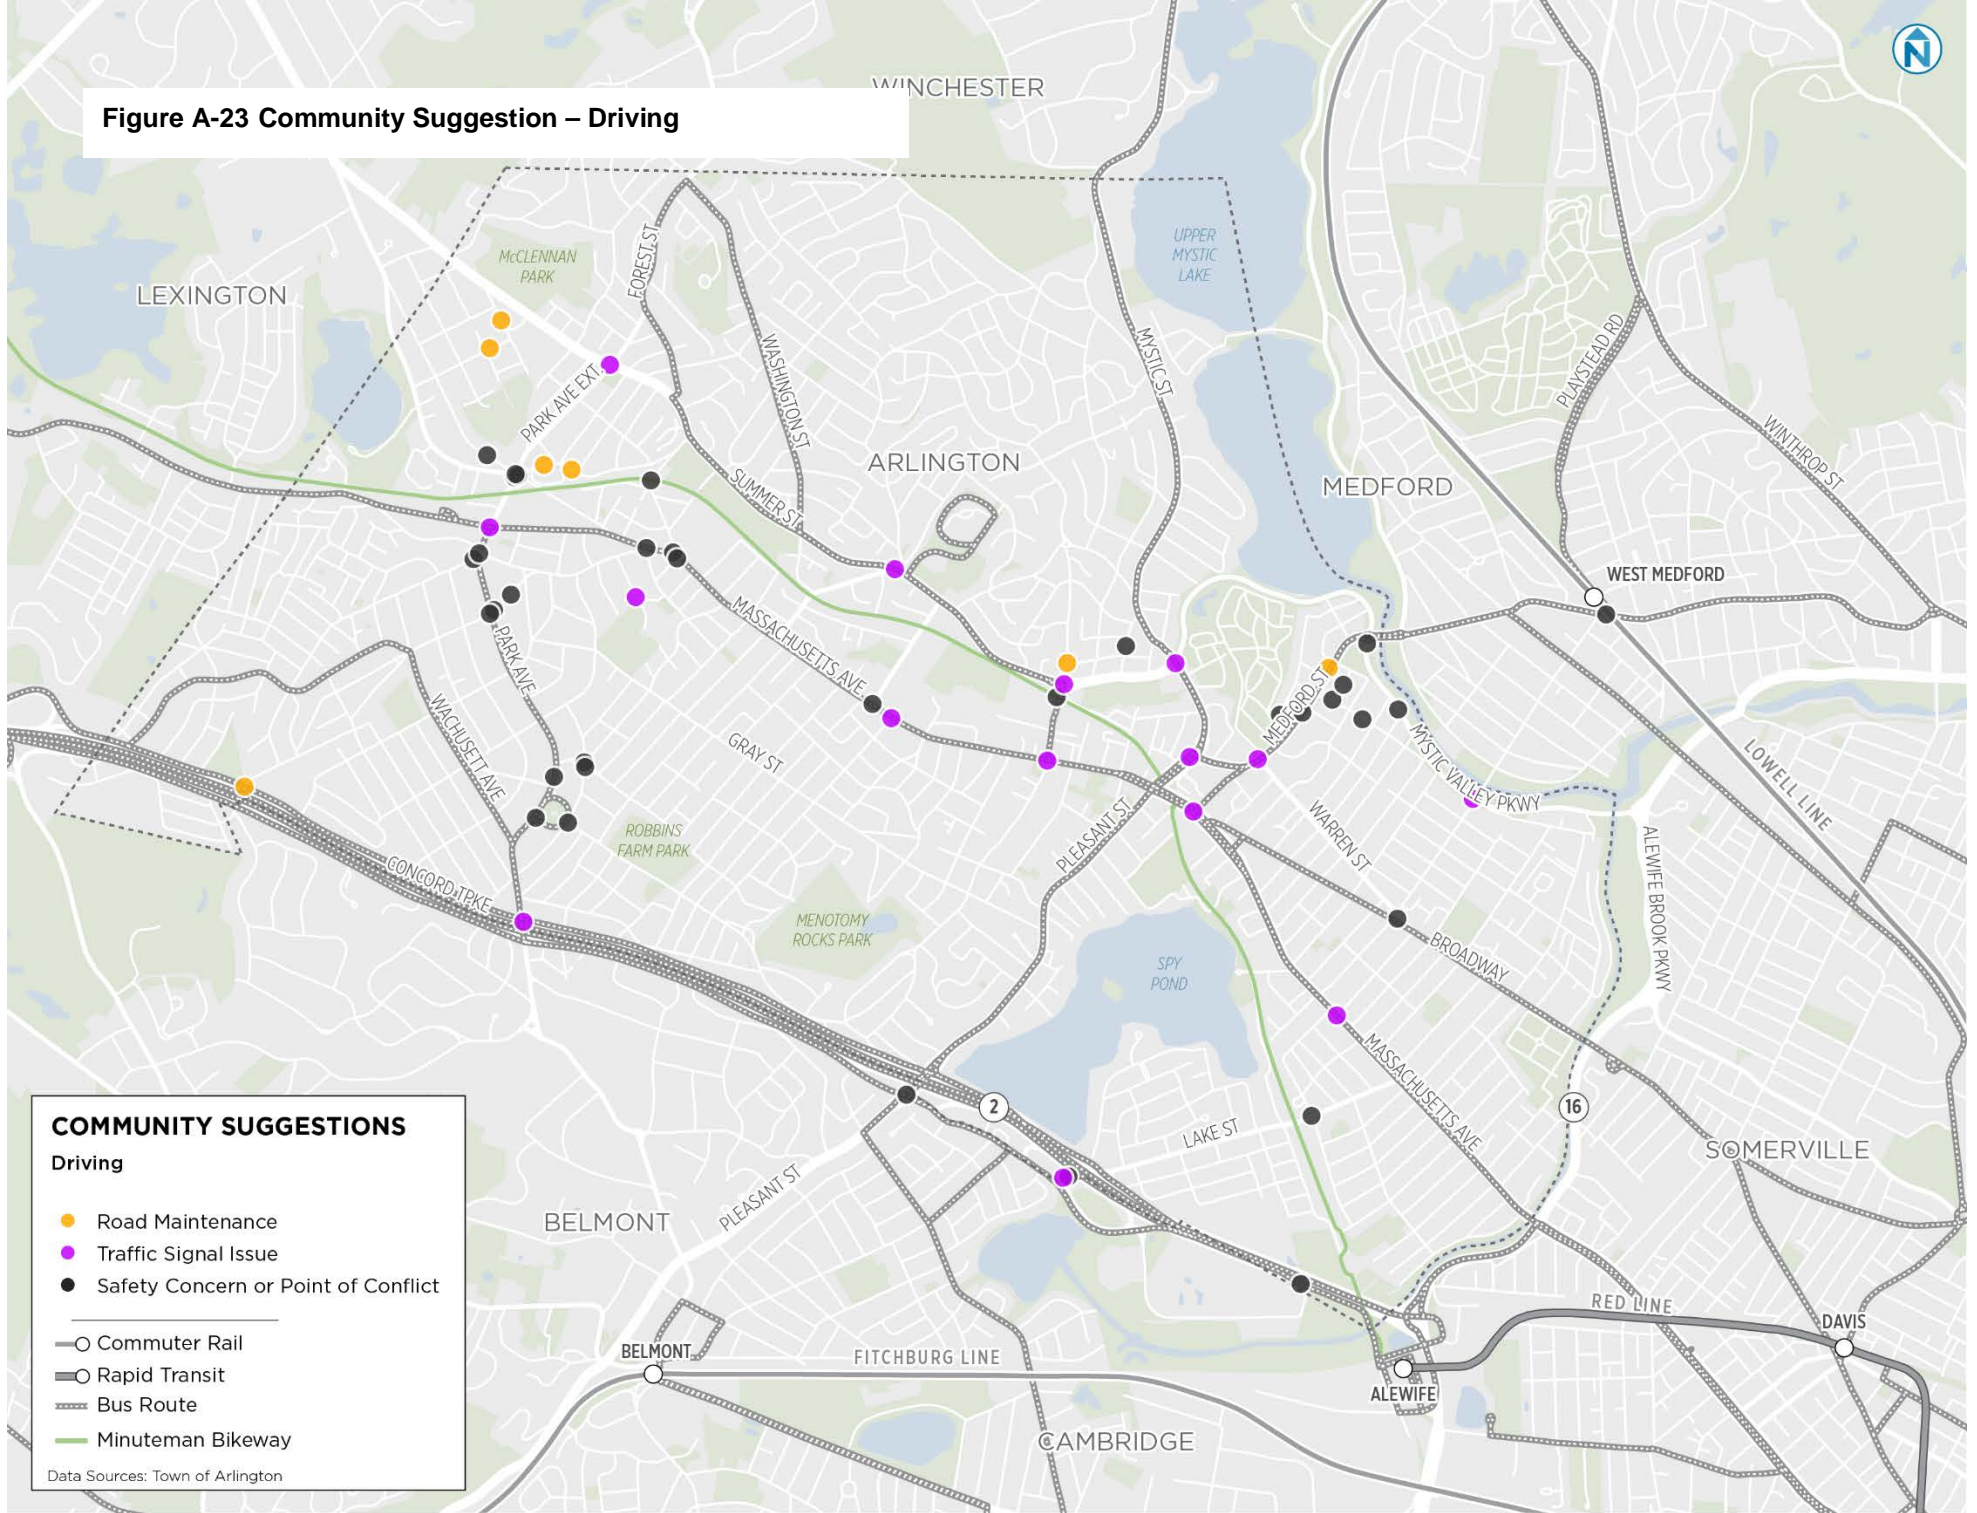 N
WINCHESTER
Figure A-23 Community Suggestion – Driving
UPPER
MYSTIC
LAKE
McCLENNAN
PARK
FOREST ST
LEXINGTON
WASHINGTON ST
MYSTIC ST
PLAYSTEAD RD
PARK AVE EXT.
WINTHROP ST
ARLINGTON
MEDFORD
SUMMER ST
WEST MEDFORD
MASSACHUSETTS AVE
PARK AVE
MEDFORD ST
WACHUSETT AVE
GRAY ST
MYSTIC VALLEY PKWY
LOWELL LINE
PLEASANT ST
WARREN ST
ROBBINS
FARM PARK
ALEWIFE BROOK PKWY
CONCORD TPKE
MENOTOMY
ROCKS PARK
BROADWAY
SPY
POND
MASSACHUSETTS AVE
2
16
LAKE ST
SOMERVILLE
PLEASANT ST
BELMONT
RED LINE
DAVIS
BELMONT
FITCHBURG LINE
ALEWIFE
CAMBRIDGE
COMMUNITY SUGGESTIONS
Driving
Road Maintenance
Traffic Signal Issue
Safety Concern or Point of Conflict
Commuter Rail
Rapid Transit
Bus Route
Minuteman Bikeway
Data Sources: Town of Arlington